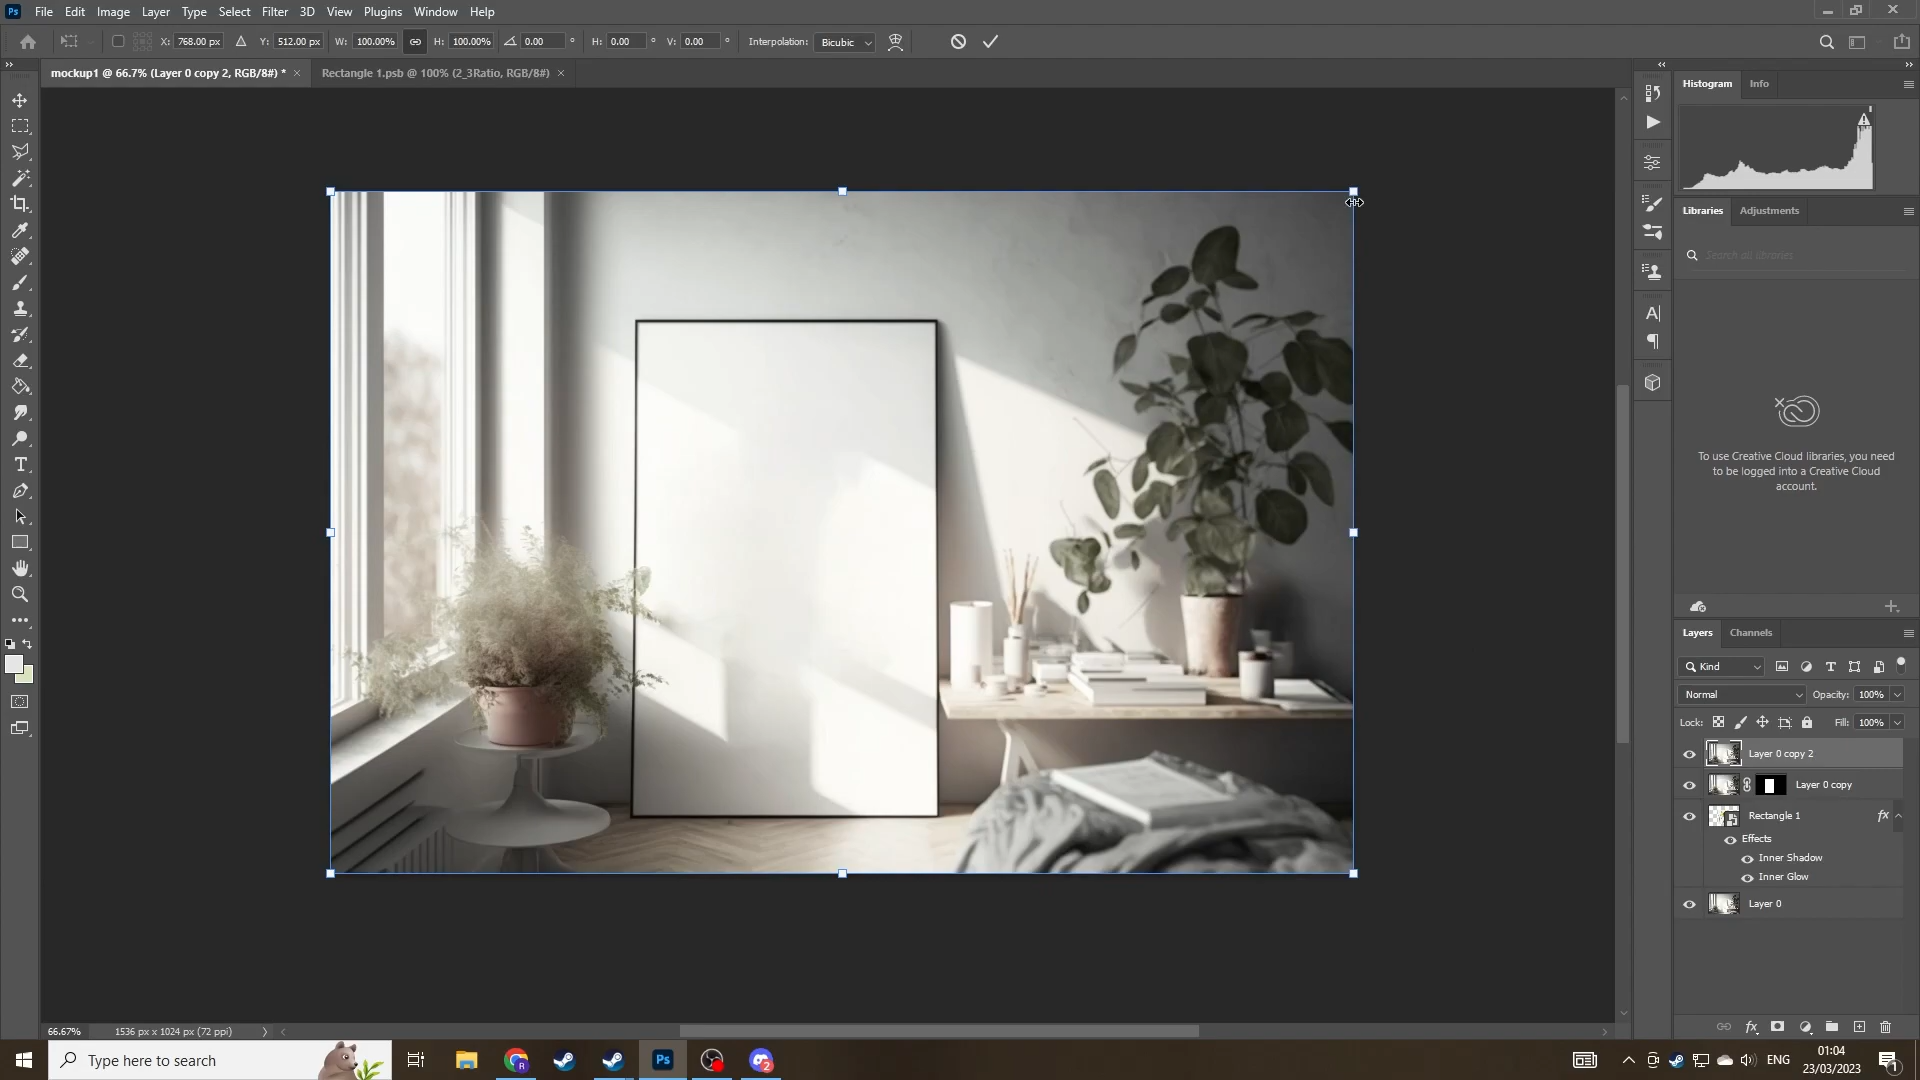 Ps File Edit Image Layer Type Select Filter 3D View Plugins Window Help
X: 768.00 px Y: 512.00 px W: 100.00% H: 100.00% 0.00 ° H: 0.00 ° V: 0.00 ° Interpolation: Bicubic
mockup1 @ 66.7% (Layer 0 copy 2, RGB/8#) * × Rectangle 1.psb @ 100% (2_3Ratio, RGB/8#) ×
Histogram Info
Libraries Adjustments
Search all libraries
To use Creative Cloud libraries, you need
to be logged into a Creative Cloud
account.
Layers Channels
Kind
Normal Opacity: 100%
Lock: Fill: 100%
Layer 0 copy 2
Layer 0 copy
Rectangle 1 fx
Effects
Inner Shadow
Inner Glow
Layer 0
66.67% 1536 px x 1024 px (72 ppi)
Type here to search
Ps
2
ENG
01:04
23/03/2023
1